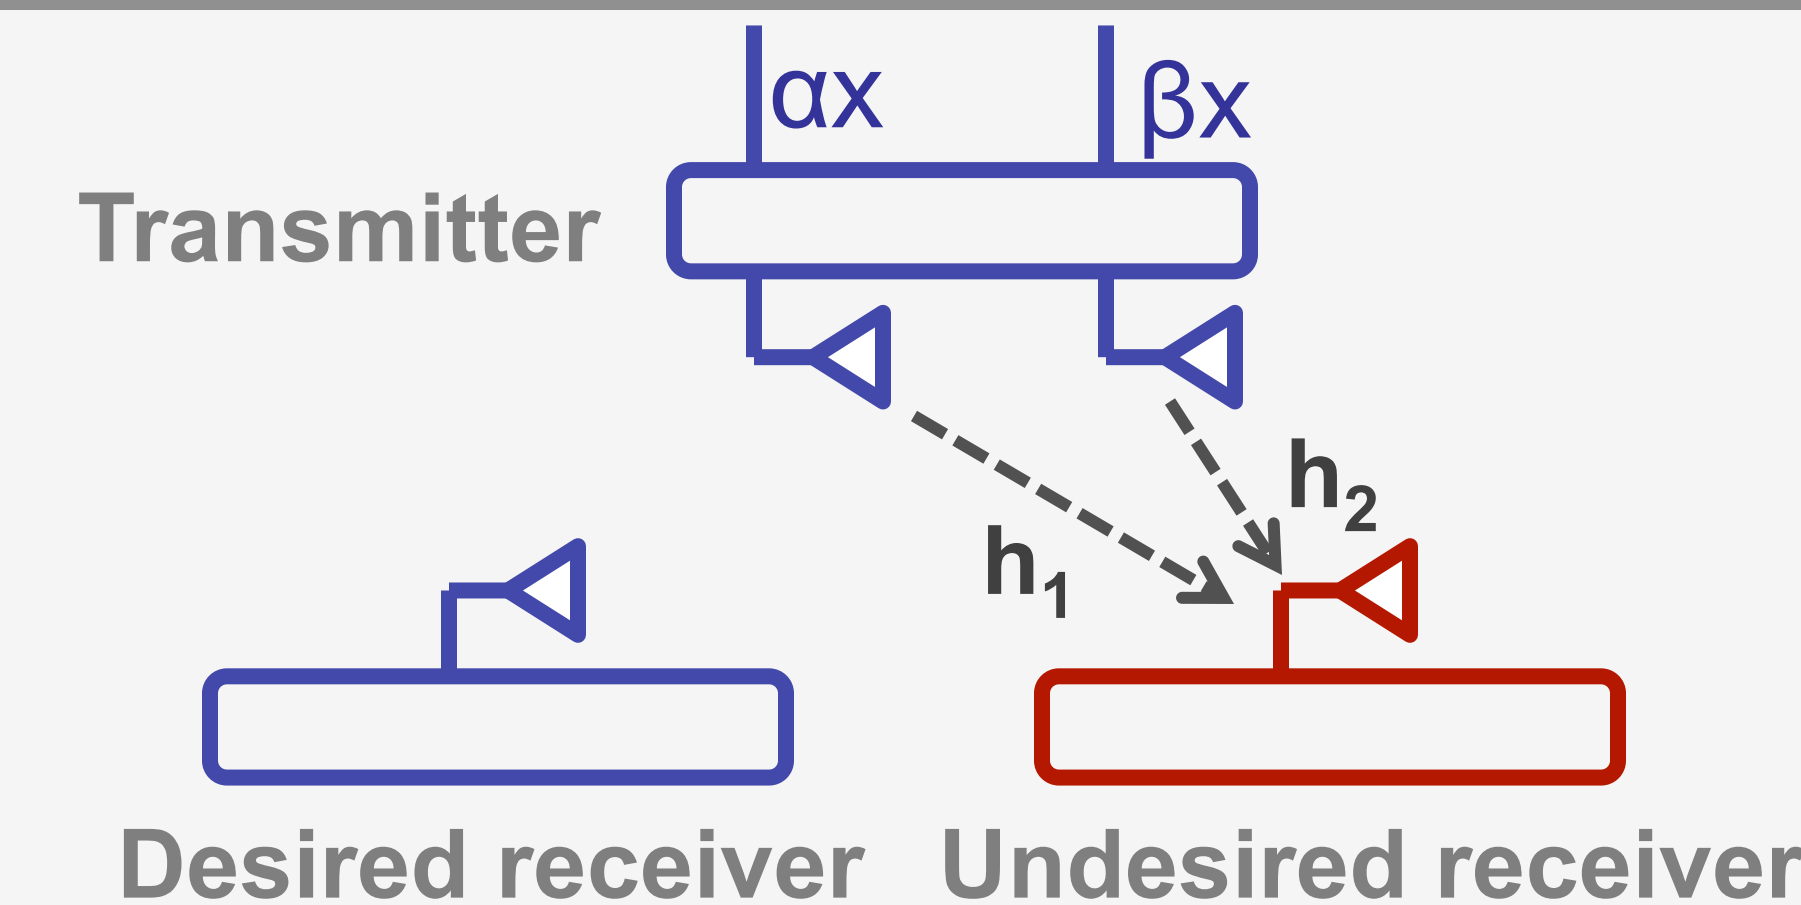 αx
βx
Transmitter
h₂
h₁
Desired receiver
Undesired receiver